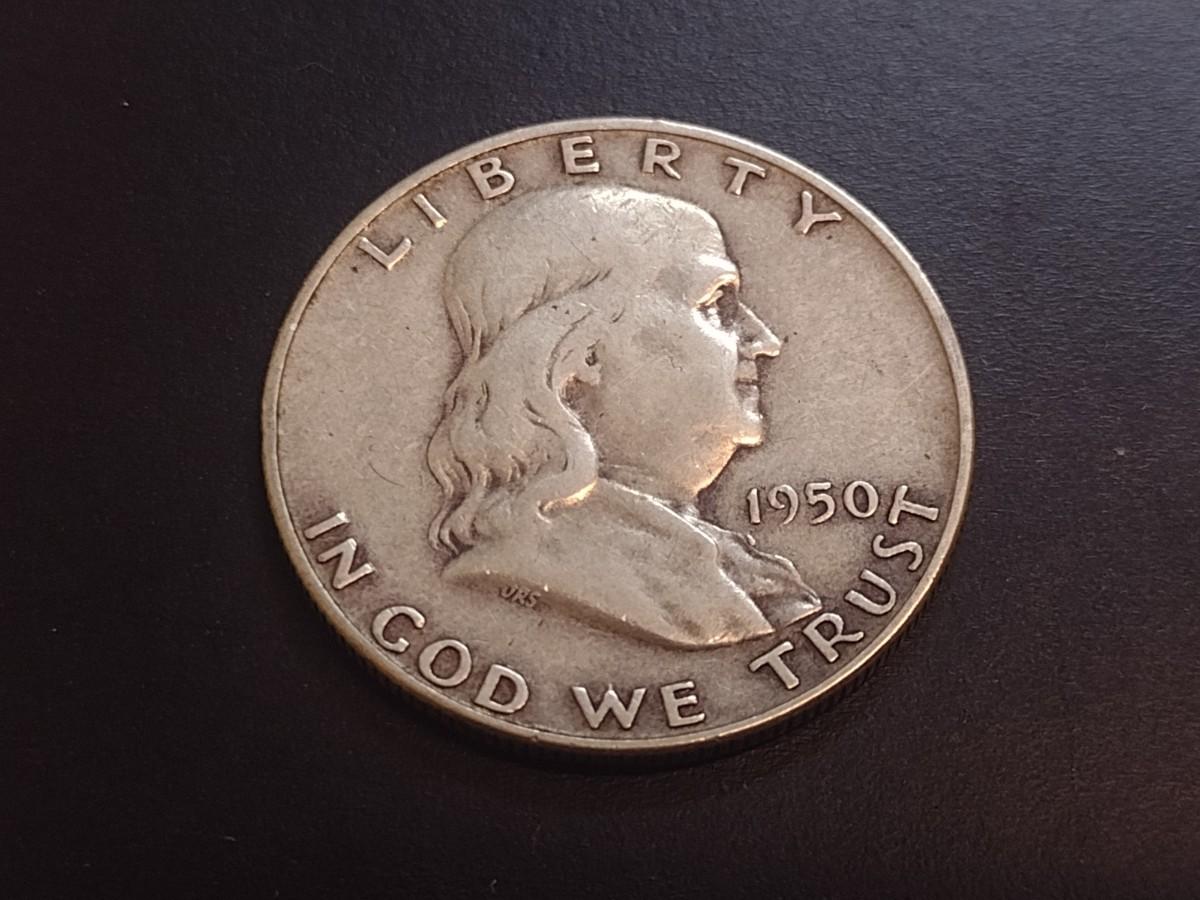 LIBERTY
1950
JRS
IN GOD WE TRUST